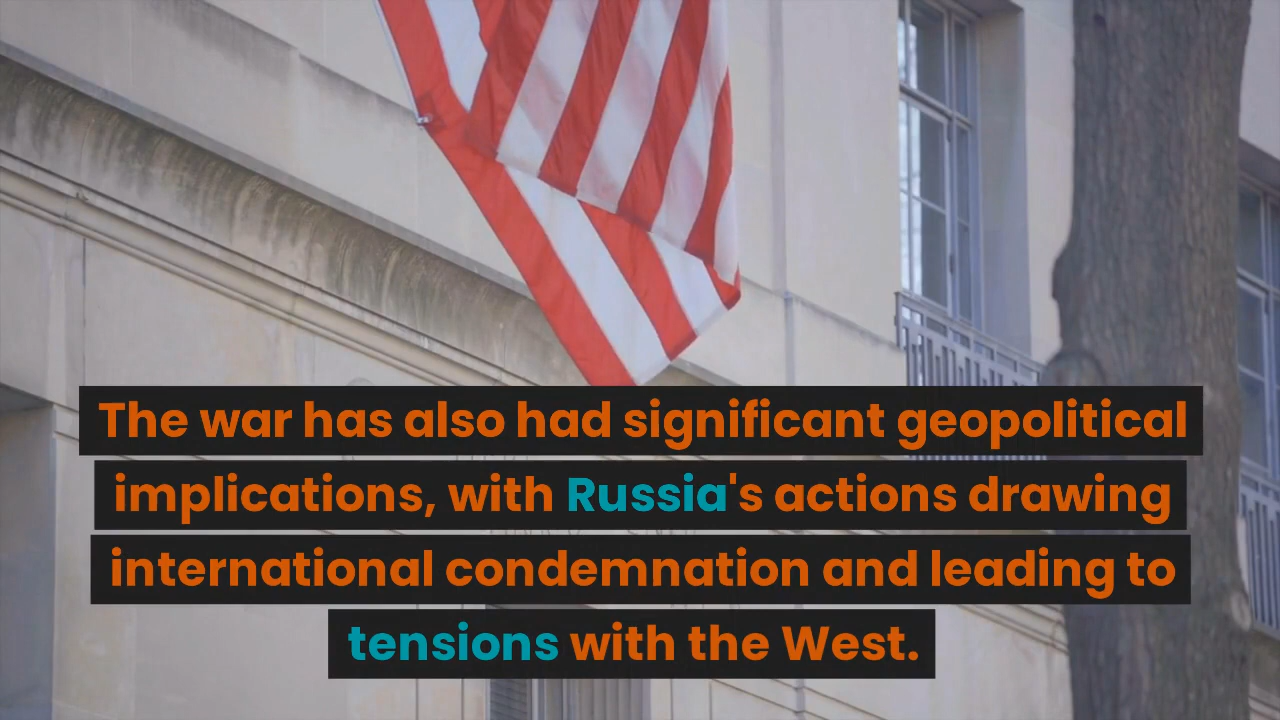 The war has also had significant geopolitical
implications, with Russia's actions drawing
international condemnation and leading to
tensions with the West.